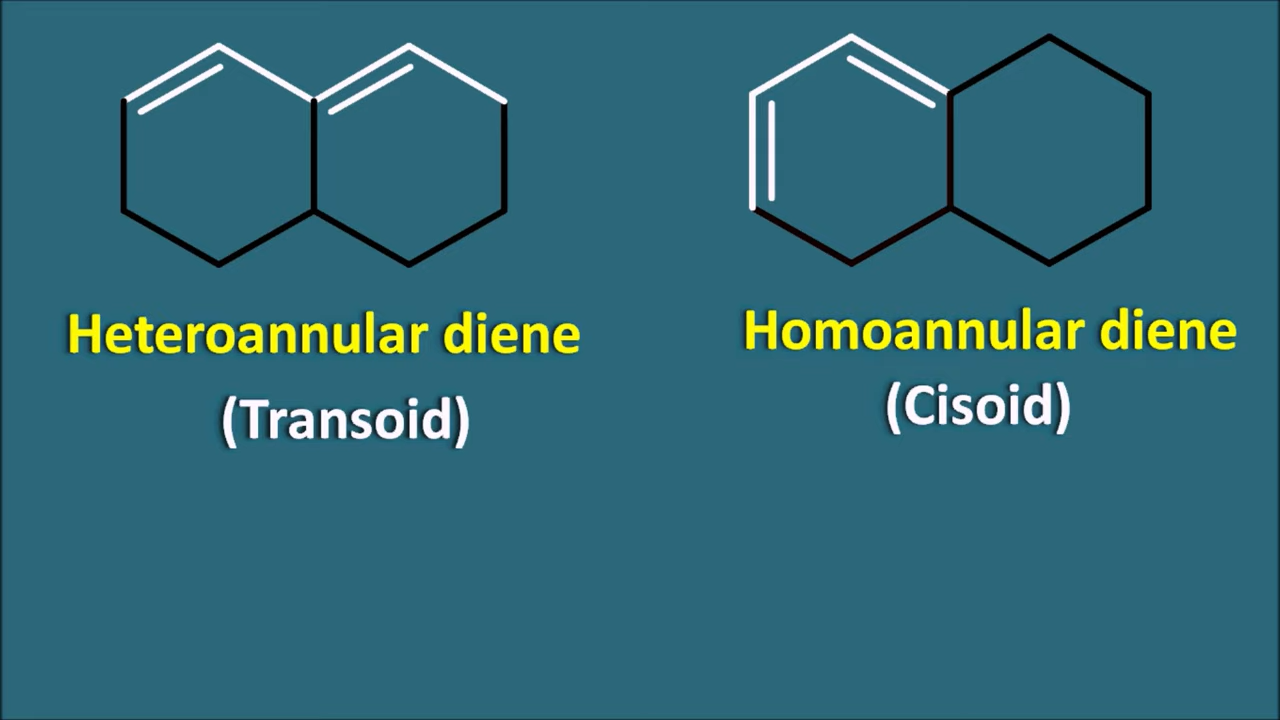 Heteroannular diene
(Transoid)
Homoannular diene
(Cisoid)